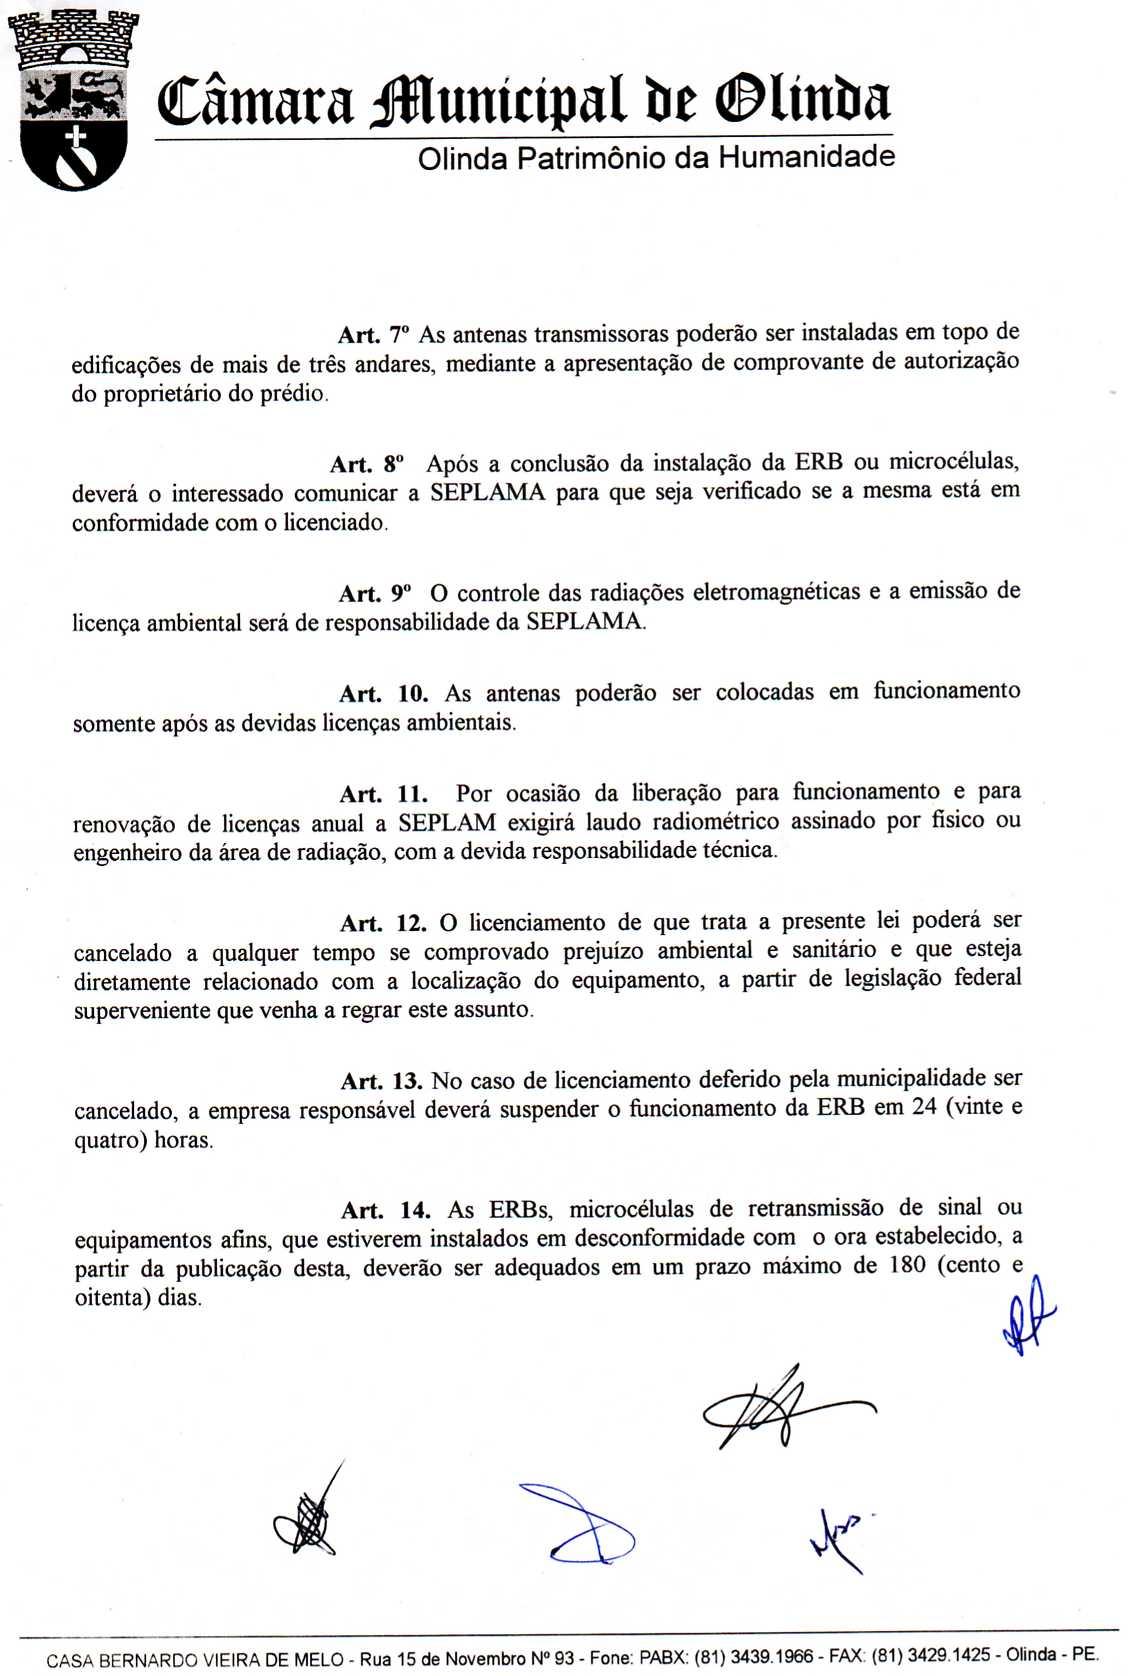 Câmara Municipal de Olinda
Olinda Patrimônio da Humanidade
Art. 7º As antenas transmissoras poderão ser instaladas em topo de
edificações de mais de três andares, mediante a apresentação de comprovante de autorização
do proprietário do prédio.
Art. 8º Após a conclusão da instalação da ERB ou microcélulas,
deverá o interessado comunicar a SEPLAMA para que seja verificado se a mesma está em
conformidade com o licenciado.
Art. 9º O controle das radiações eletromagnéticas e a emissão de
licença ambiental será de responsabilidade da SEPLAMA.
Art. 10. As antenas poderão ser colocadas em funcionamento
somente após as devidas licenças ambientais.
Art. 11. Por ocasião da liberação para funcionamento e para
renovação de licenças anual a SEPLAM exigirá laudo radiométrico assinado por físico ou
engenheiro da área de radiação, com a devida responsabilidade técnica.
Art. 12. O licenciamento de que trata a presente lei poderá ser
cancelado a qualquer tempo se comprovado prejuízo ambiental e sanitário e que esteja
diretamente relacionado com a localização do equipamento, a partir de legislação federal
superveniente que venha a regrar este assunto.
Art. 13. No caso de licenciamento deferido pela municipalidade ser
cancelado, a empresa responsável deverá suspender o funcionamento da ERB em 24 (vinte e
quatro) horas.
Art. 14. As ERBs, microcélulas de retransmissão de sinal ou
equipamentos afins, que estiverem instalados em desconformidade com o ora estabelecido, a
partir da publicação desta, deverão ser adequados em um prazo máximo de 180 (cento e
oitenta) dias.
CASA BERNARDO VIEIRA DE MELO - Rua 15 de Novembro Nº 93 - Fone: PABX: (81) 3439.1966 - FAX: (81) 3429.1425 - Olinda - PE.